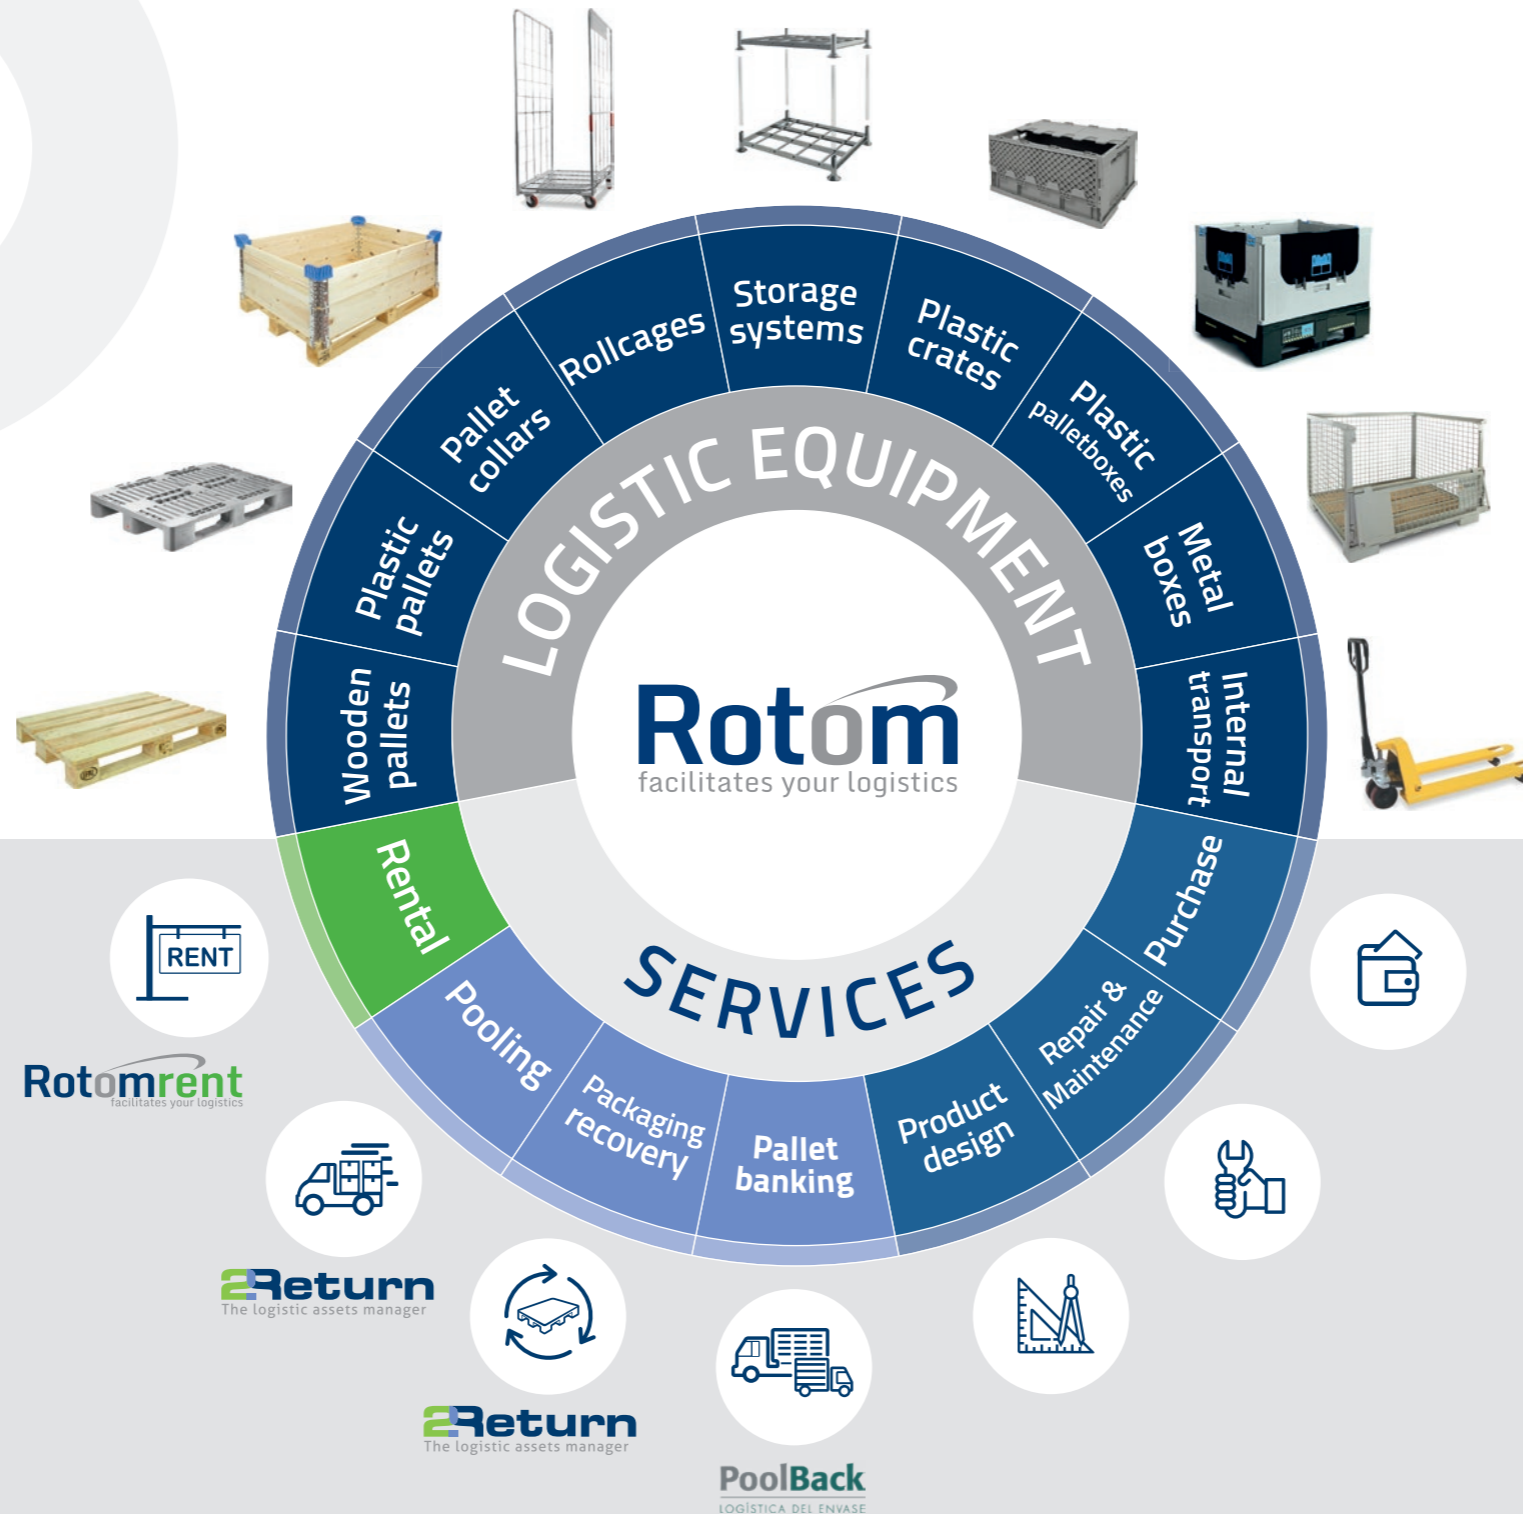 Storage
systems
Plastic
crates
Plastic
palletboxes
Metal
boxes
Internal
transport
Rollcages
Pallet
collars
Plastic
pallets
Wooden
pallets
LOGISTIC EQUIPMENT
Rotom
facilitates your logistics
SERVICES
Rental
Pooling
Packaging
recovery
Pallet
banking
Product
design
Repair &
Maintenance
Purchase
RENT
Rotomrent
facilitates your logistics
2Return
The logistic assets manager
2Return
The logistic assets manager
PoolBack
LOGÍSTICA DEL ENVASE